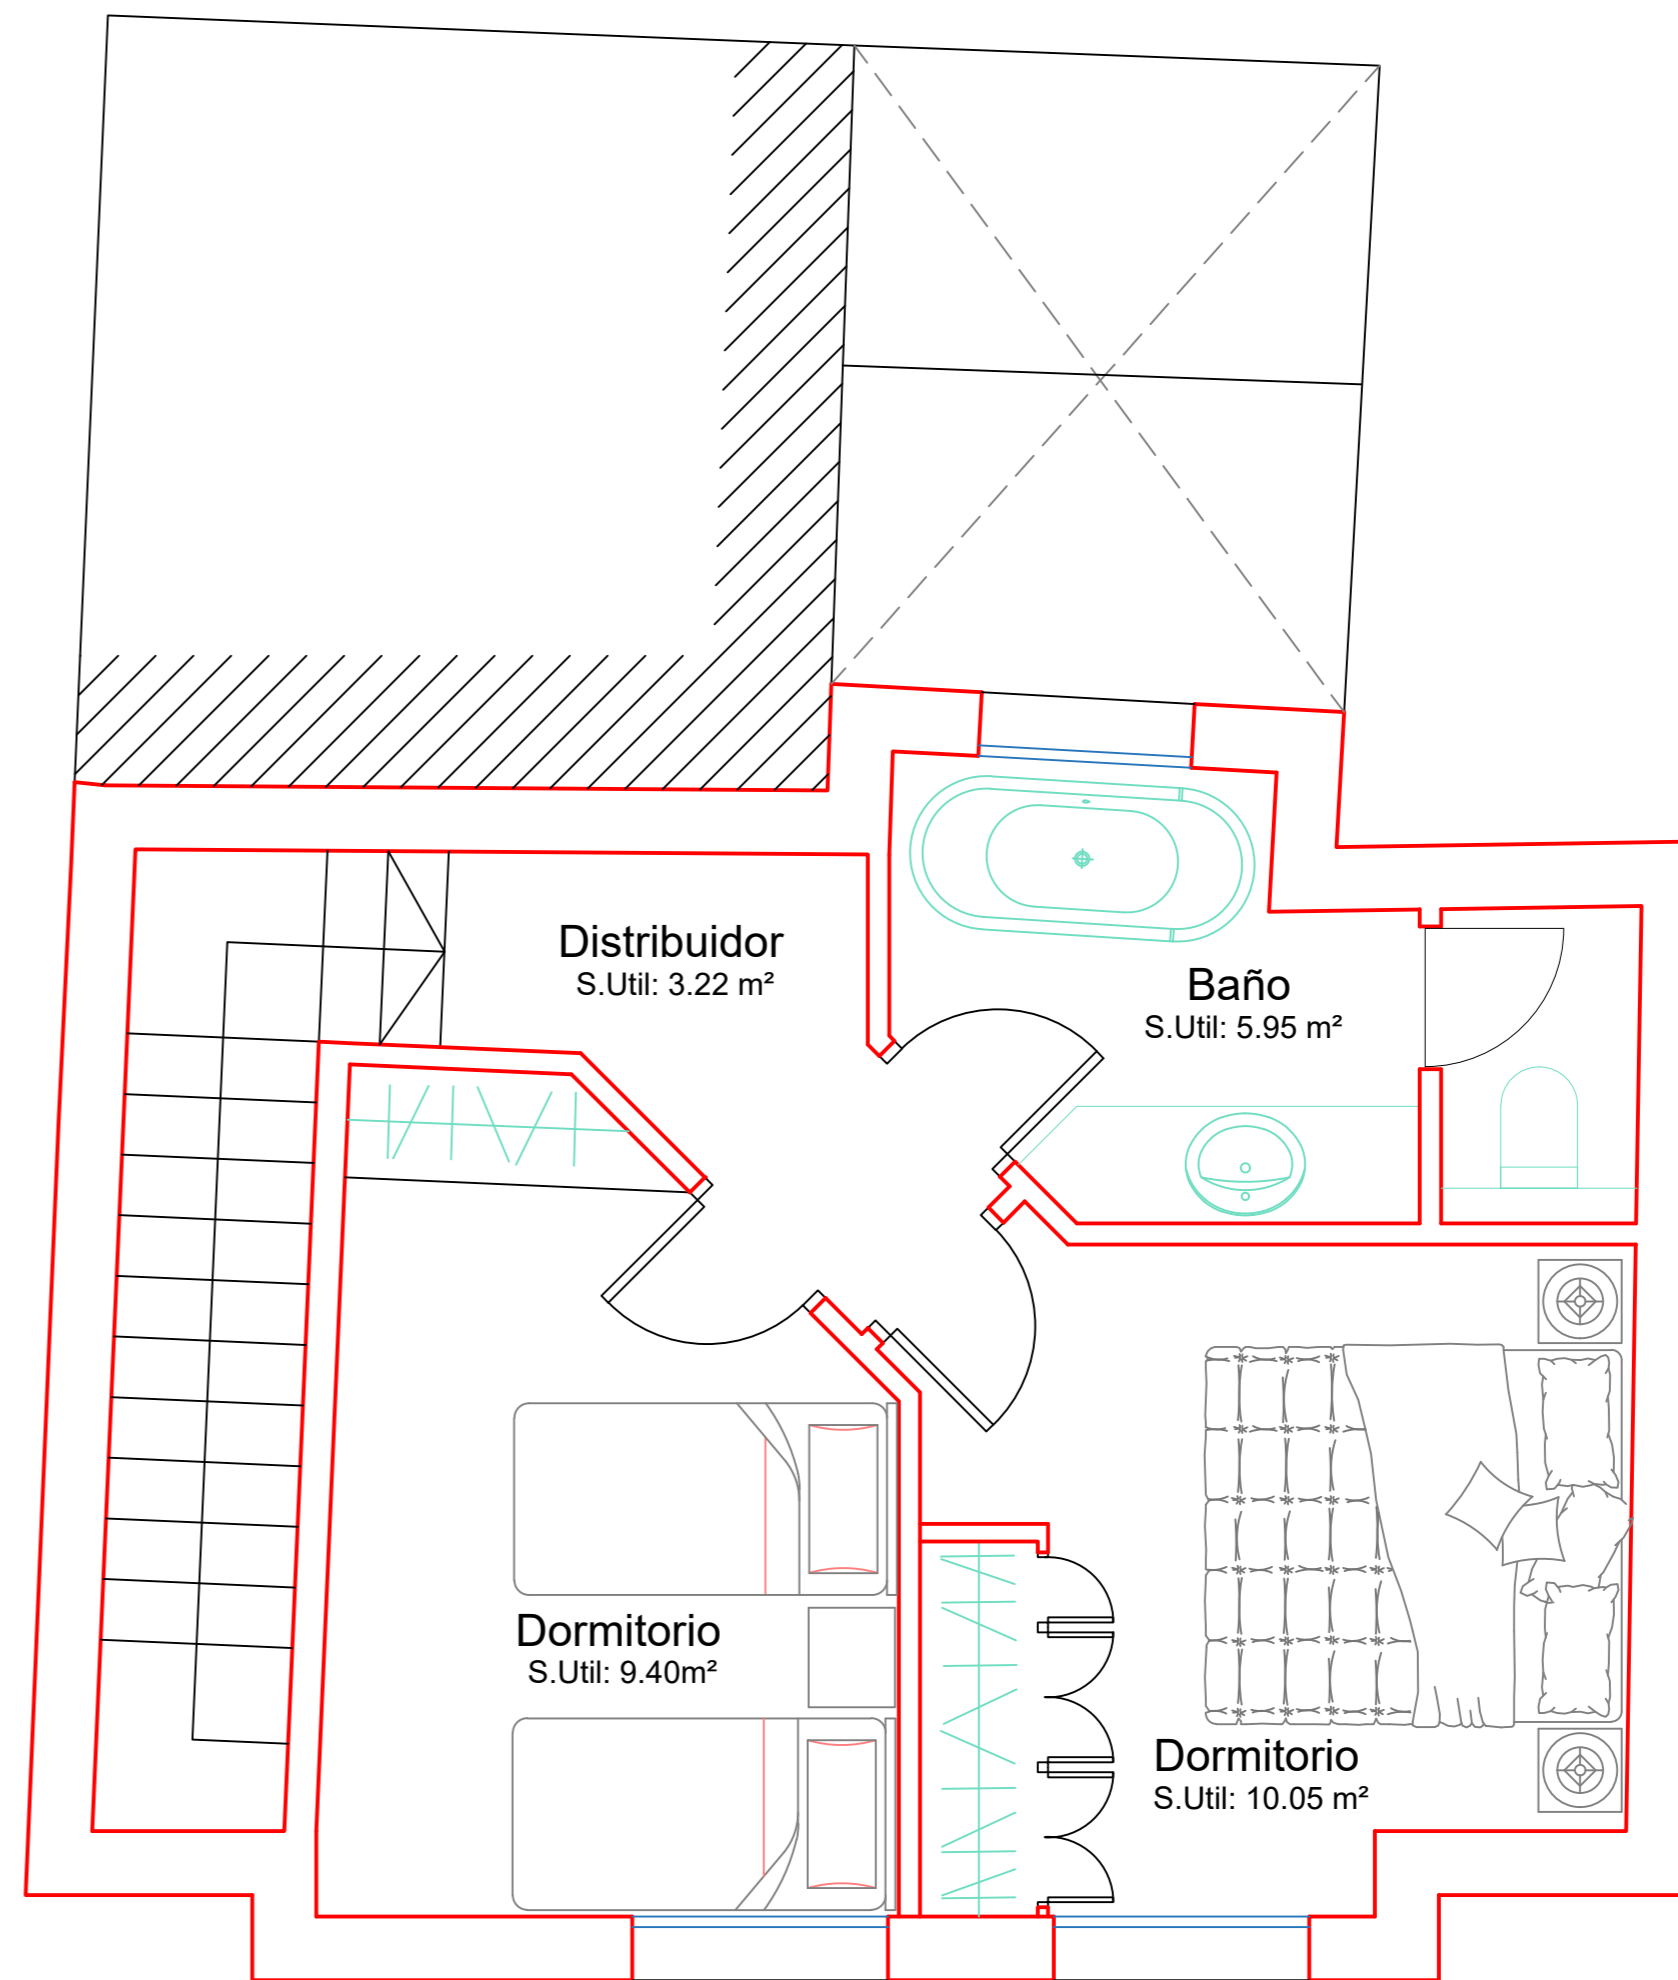 Distribuidor
S.Util: 3.22 m²
Baño
S.Util: 5.95 m²
Dormitorio
S.Util: 9.40m²
Dormitorio
S.Util: 10.05 m²